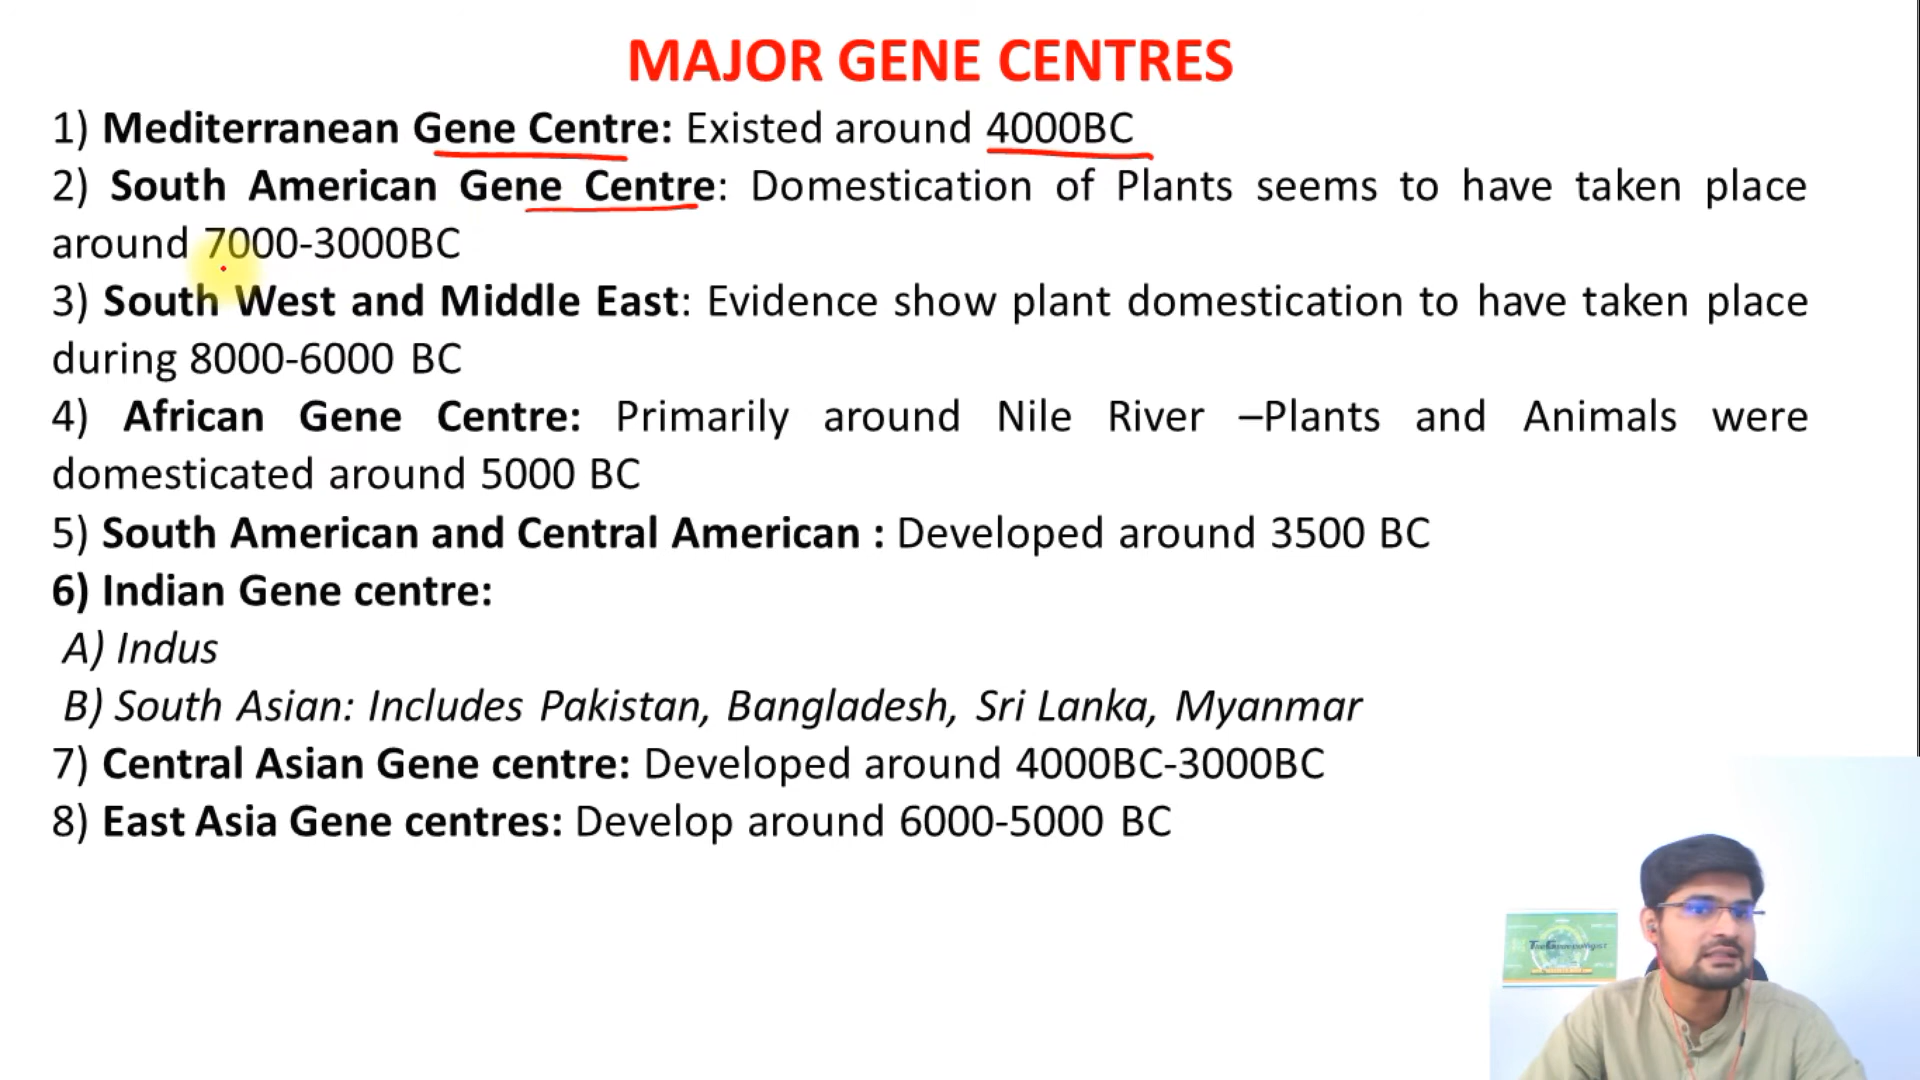 MAJOR GENE CENTRES
1) Mediterranean Gene Centre: Existed around 4000BC
2) South American Gene Centre: Domestication of Plants seems to have taken place
around 7000-3000BC
3) South West and Middle East: Evidence show plant domestication to have taken place
during 8000-6000 BC
4) African Gene Centre: Primarily around Nile River –Plants and Animals were
domesticated around 5000 BC
5) South American and Central American : Developed around 3500 BC
6) Indian Gene centre:
A) Indus
B) South Asian: Includes Pakistan, Bangladesh, Sri Lanka, Myanmar
7) Central Asian Gene centre: Developed around 4000BC-3000BC
8) East Asia Gene centres: Develop around 6000-5000 BC